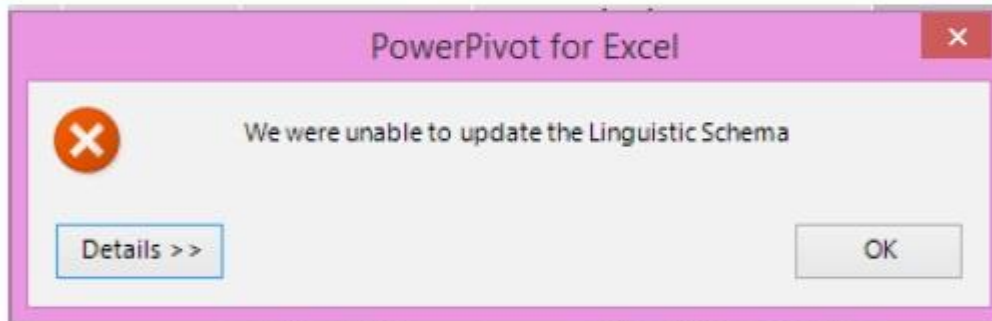 PowerPivot for Excel
We were unable to update the Linguistic Schema
Details >>
OK